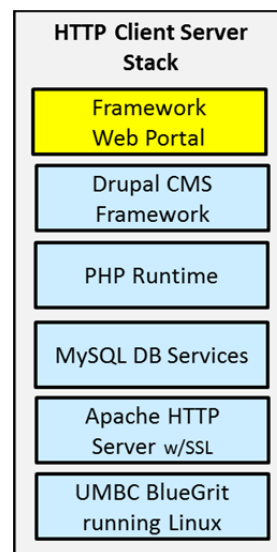 HTTP Client Server
Stack
Framework
Web Portal
Drupal CMS
Framework
PHP Runtime
MySQL DB Services
Apache HTTP
Server w/SSL
UMBC BlueGrit
running Linux